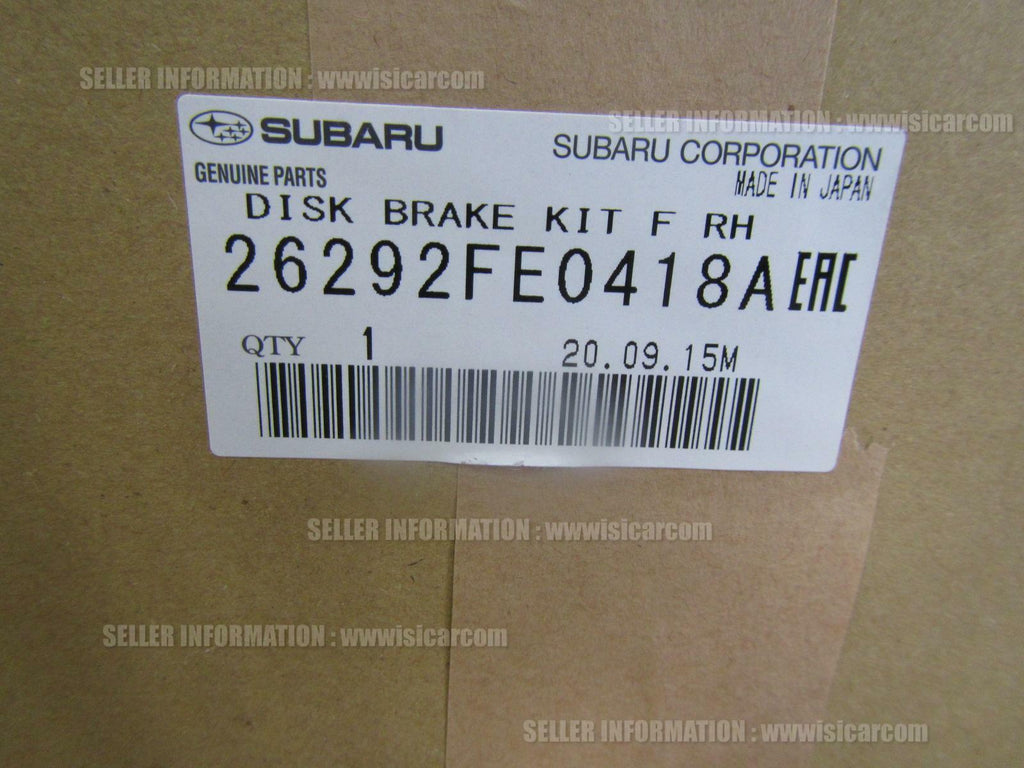 SELLER INFORMATION : wwwisicarcom
SELLER INFORMATION : wwwisicarcom
SUBARU
SUBARU CORPORATION
GENUINE PARTS
MADE IN JAPAN
DISK BRAKE KIT F RH
26292FE0418A EAC
QTY 1
20.09.15M
SELLER INFORMATION : wwwisicarcom
SELLER INFORMATION : wwwisicarcom
SELLER INFORMATION : wwwisicarcom